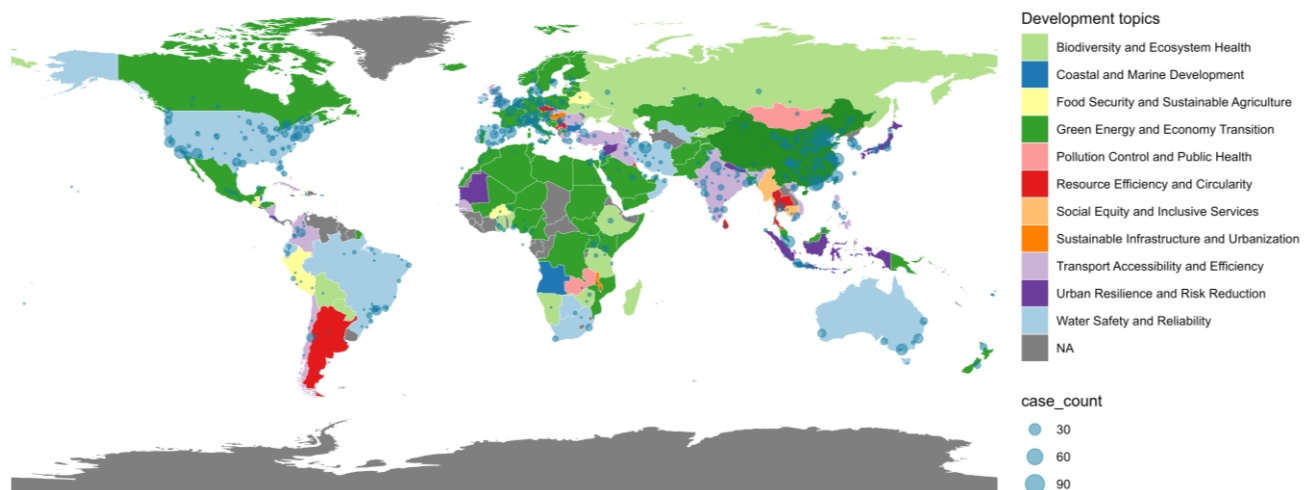 Development topics
Biodiversity and Ecosystem Health
Coastal and Marine Development
Food Security and Sustainable Agriculture
Green Energy and Economy Transition
Pollution Control and Public Health
Resource Efficiency and Circularity
Social Equity and Inclusive Services
Sustainable Infrastructure and Urbanization
Transport Accessibility and Efficiency
Urban Resilience and Risk Reduction
Water Safety and Reliability
NA
case_count
30
60
90